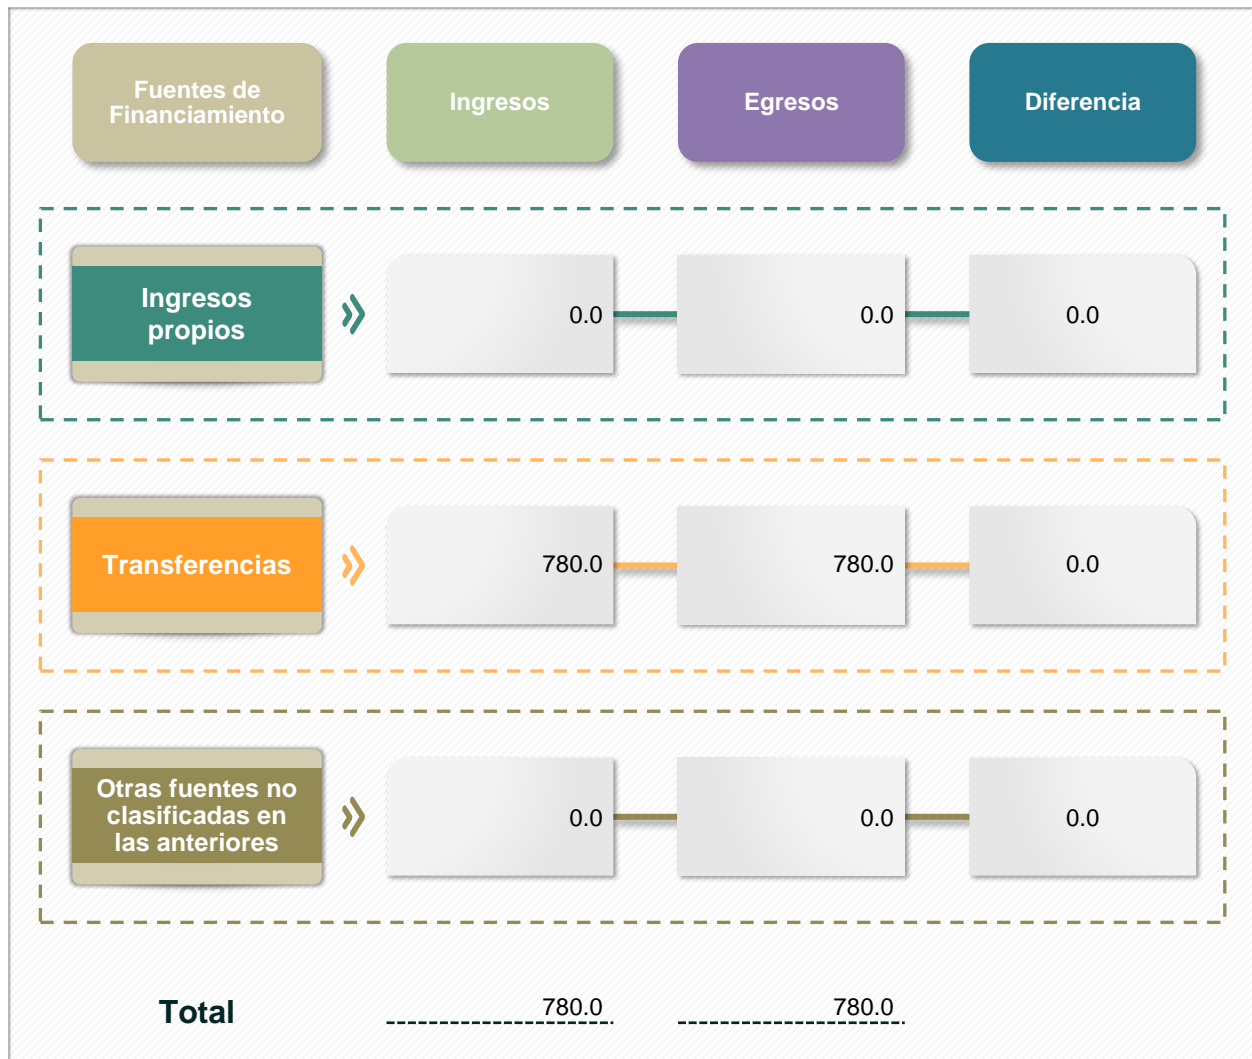 Fuentes de
Financiamiento
Ingresos
Egresos
Diferencia
Ingresos
propios
0.0
0.0
0.0
Transferencias
780.0
780.0
0.0
Otras fuentes no
clasificadas en
las anteriores
0.0
0.0
0.0
Total
780.0
780.0